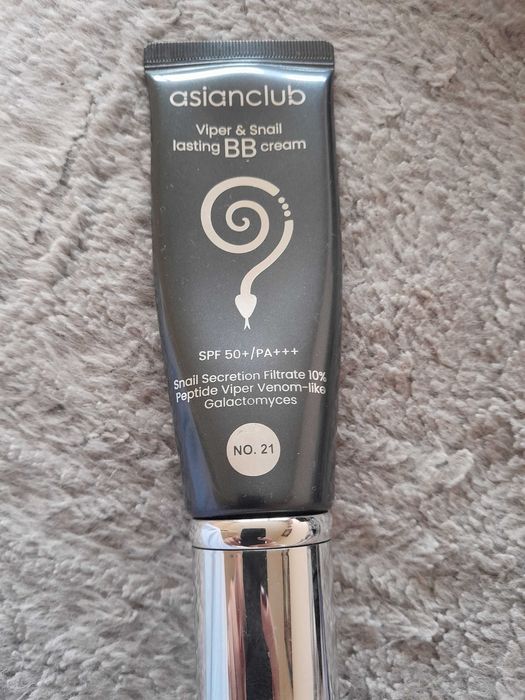 asianclub
Viper & Snail
lasting BB cream
SPF 50+/PA+++
Snail Secretion Filtrate 10%
Peptide Viper Venom-like
Galactomyces
NO. 21